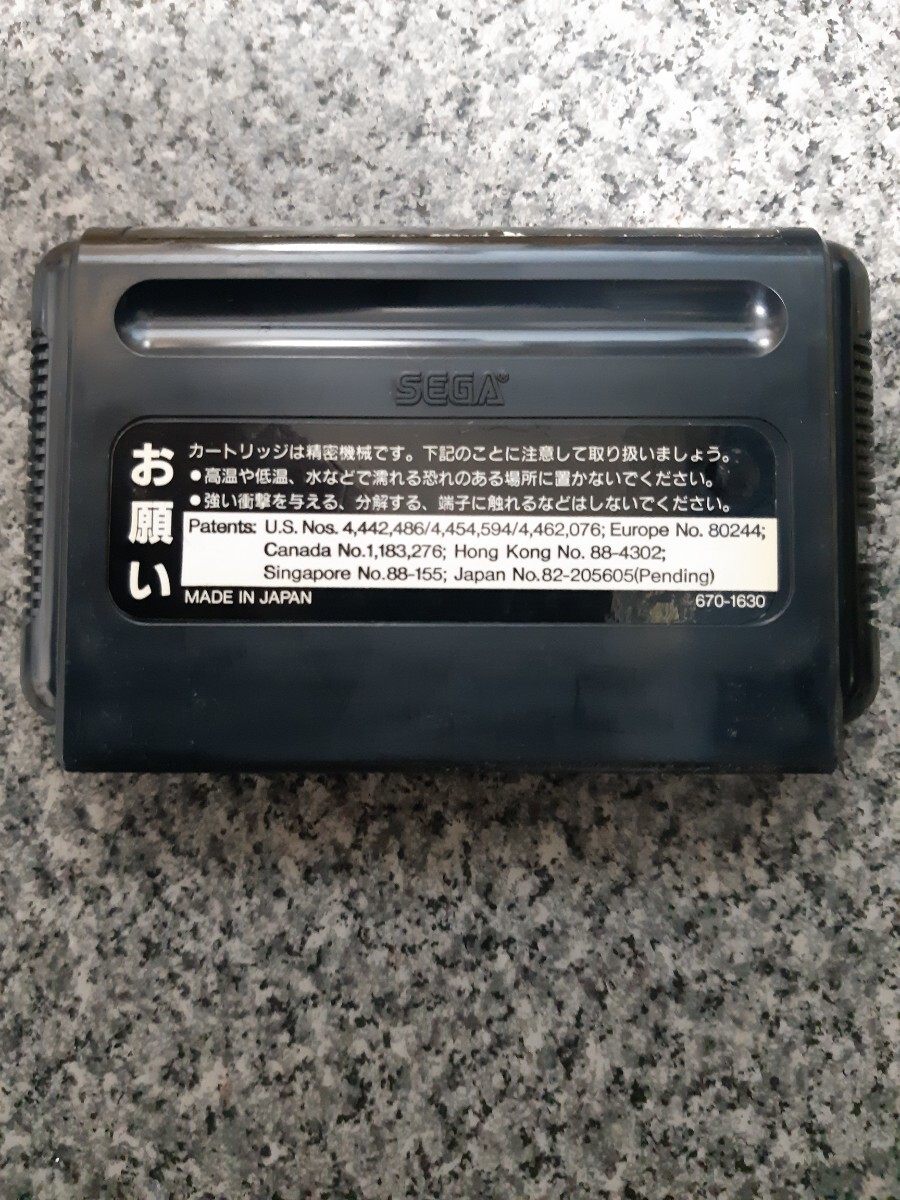 SEGA®
お願い
カートリッジは精密機械です。下記のことに注意して取り扱いましょう。
●高温や低温、水などで濡れる恐れのある場所に置かないでください。
●強い衝撃を与える、分解する、端子に触れるなどはしないでください。
Patents: U.S. Nos. 4,442,486/4,454,594/4,462,076; Europe No. 80244;
Canada No.1,183,276; Hong Kong No. 88-4302;
Singapore No.88-155; Japan No.82-205605(Pending)
MADE IN JAPAN 670-1630